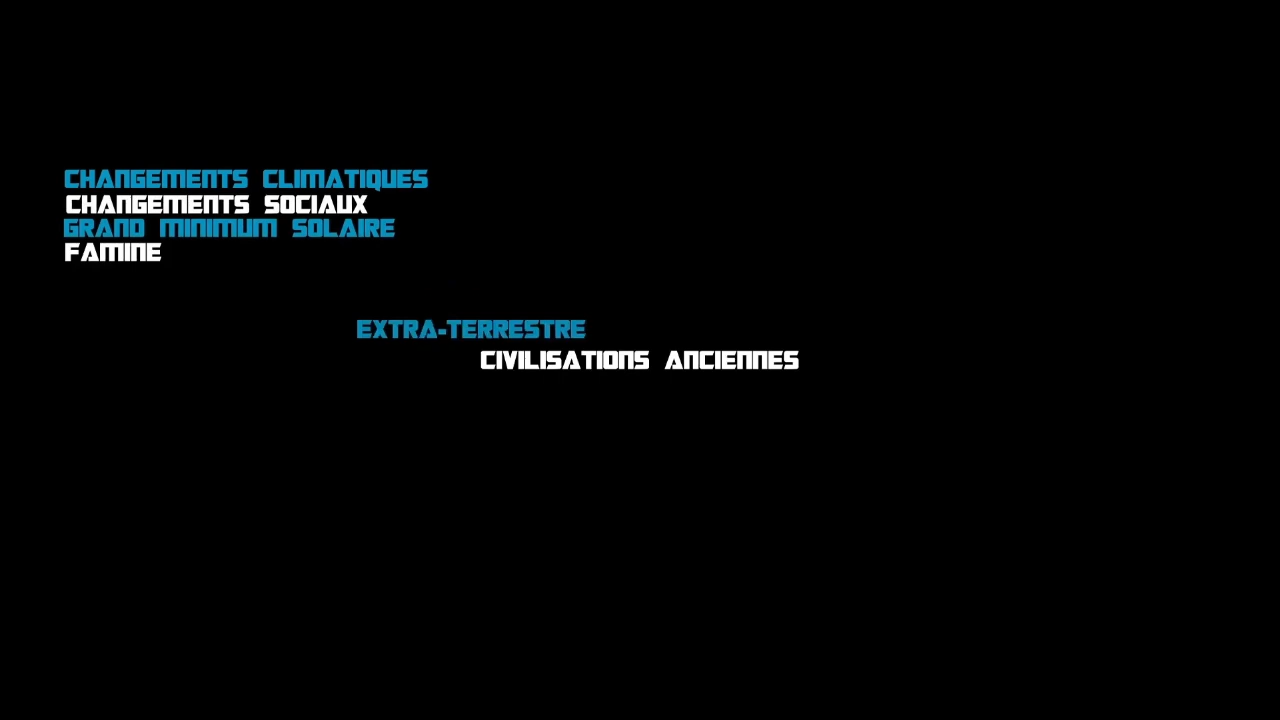 CHANGEMENTS CLIMATIQUES
CHANGEMENTS SOCIAUX
GRAND MINIMUM SOLAIRE
FAMINE
EXTRA-TERRESTRE
CIVILISATIONS ANCIENNES